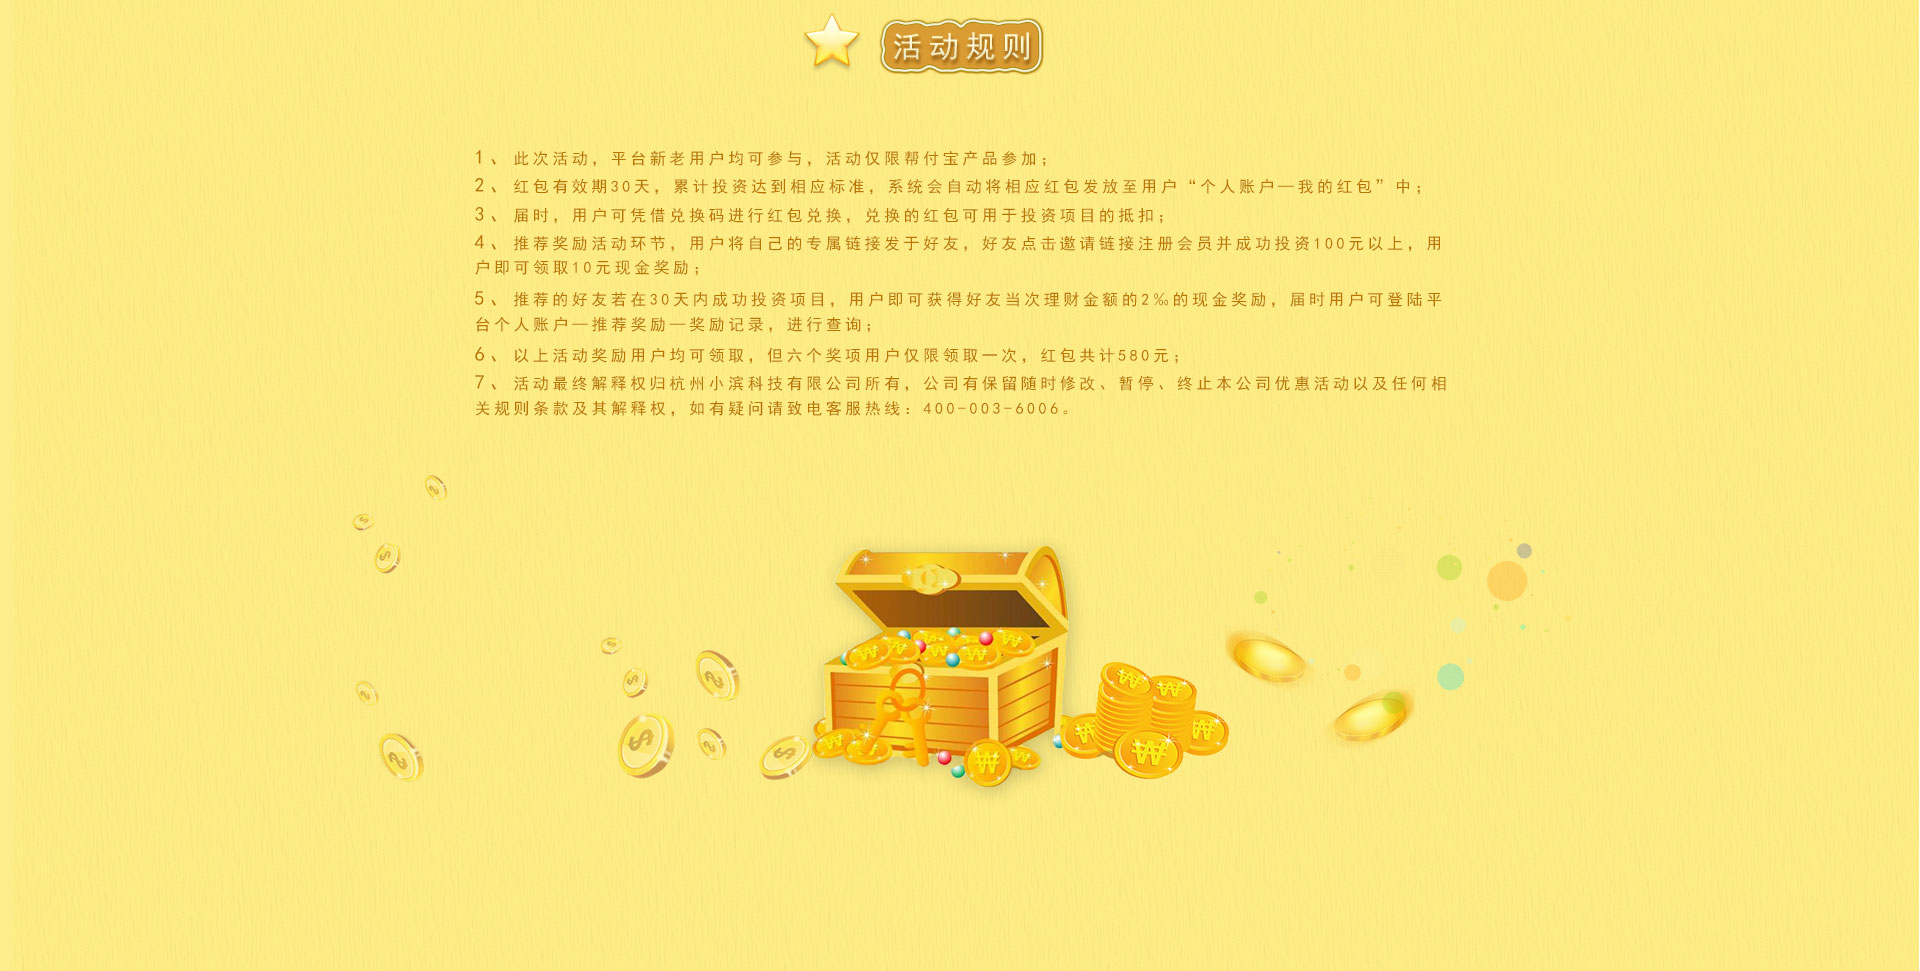 活动规则
1、此次活动，平台新老用户均可参与，活动仅限帮付宝产品参加；
2、红包有效期30天，累计投资达到相应标准，系统会自动将相应红包发放至用户“个人账户—我的红包”中；
3、届时，用户可凭借兑换码进行红包兑换，兑换的红包可用于投资项目的抵扣；
4、推荐奖励活动环节，用户将自己的专属链接发于好友，好友点击邀请链接注册会员并成功投资100元以上，用
户即可领取10元现金奖励；
5、推荐的好友若在30天内成功投资项目，用户即可获得好友当次理财金额的2‰的现金奖励，届时用户可登陆平
台个人账户—推荐奖励—奖励记录，进行查询；
6、以上活动奖励用户均可领取，但六个奖项用户仅限领取一次，红包共计580元；
7、活动最终解释权归杭州小滨科技有限公司所有，公司有保留随时修改、暂停、终止本公司优惠活动以及任何相
关规则条款及其解释权，如有疑问请致电客服热线：400-003-6006。